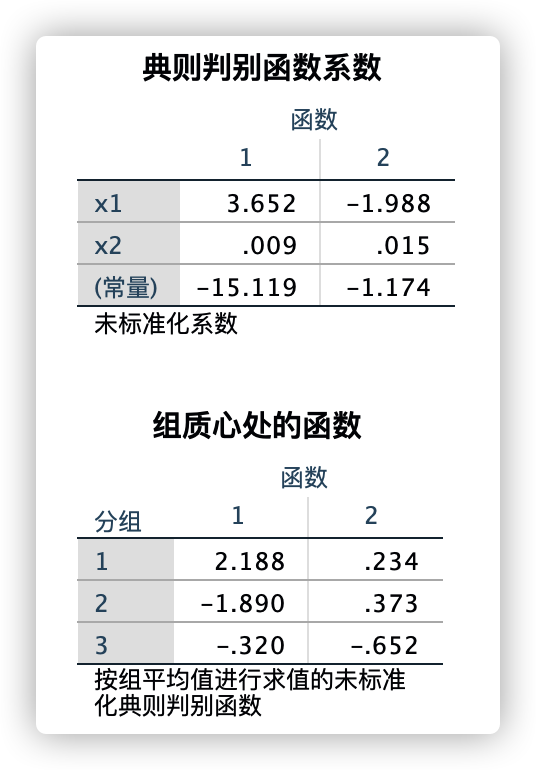 典则判别函数系数
函数
1 2
x1 3.652 -1.988
x2 .009 .015
(常量) -15.119 -1.174
未标准化系数
组质心处的函数
函数
分组 1 2
1 2.188 .234
2 -1.890 .373
3 -.320 -.652
按组平均值进行求值的未标准
化典则判别函数